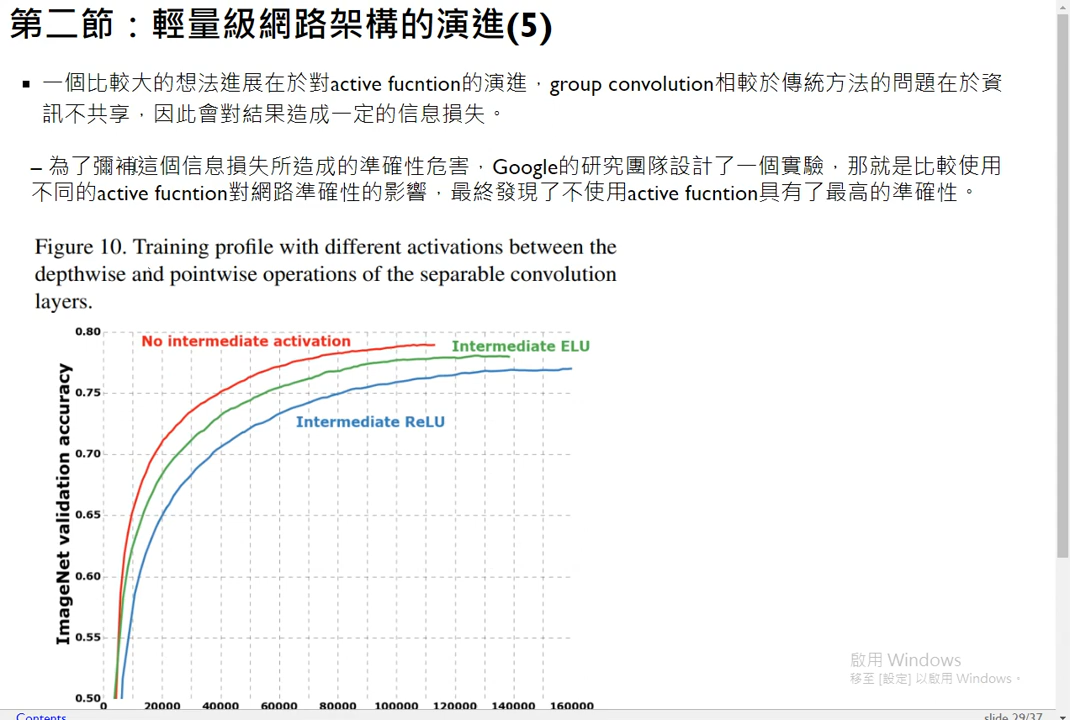 第二節：輕量級網路架構的演進(5)
▪ 一個比較大的想法進展在於對active fucntion的演進，group convolution相較於傳統方法的問題在於資
訊不共享，因此會對結果造成一定的信息損失。
– 為了彌補這個信息損失所造成的準確性危害，Google的研究團隊設計了一個實驗，那就是比較使用
不同的active fucntion對網路準確性的影響，最終發現了不使用active fucntion具有了最高的準確性。
Figure 10. Training profile with different activations between the
depthwise and pointwise operations of the separable convolution
layers.
ImageNet validation accuracy
0.80
0.75
0.70
0.65
0.60
0.55
0.50
No intermediate activation
Intermediate ELU
Intermediate ReLU
0 20000 40000 60000 80000 100000 120000 140000 160000
啟用 Windows
移至 [設定] 以啟用 Windows。
Contents
slide 29/37